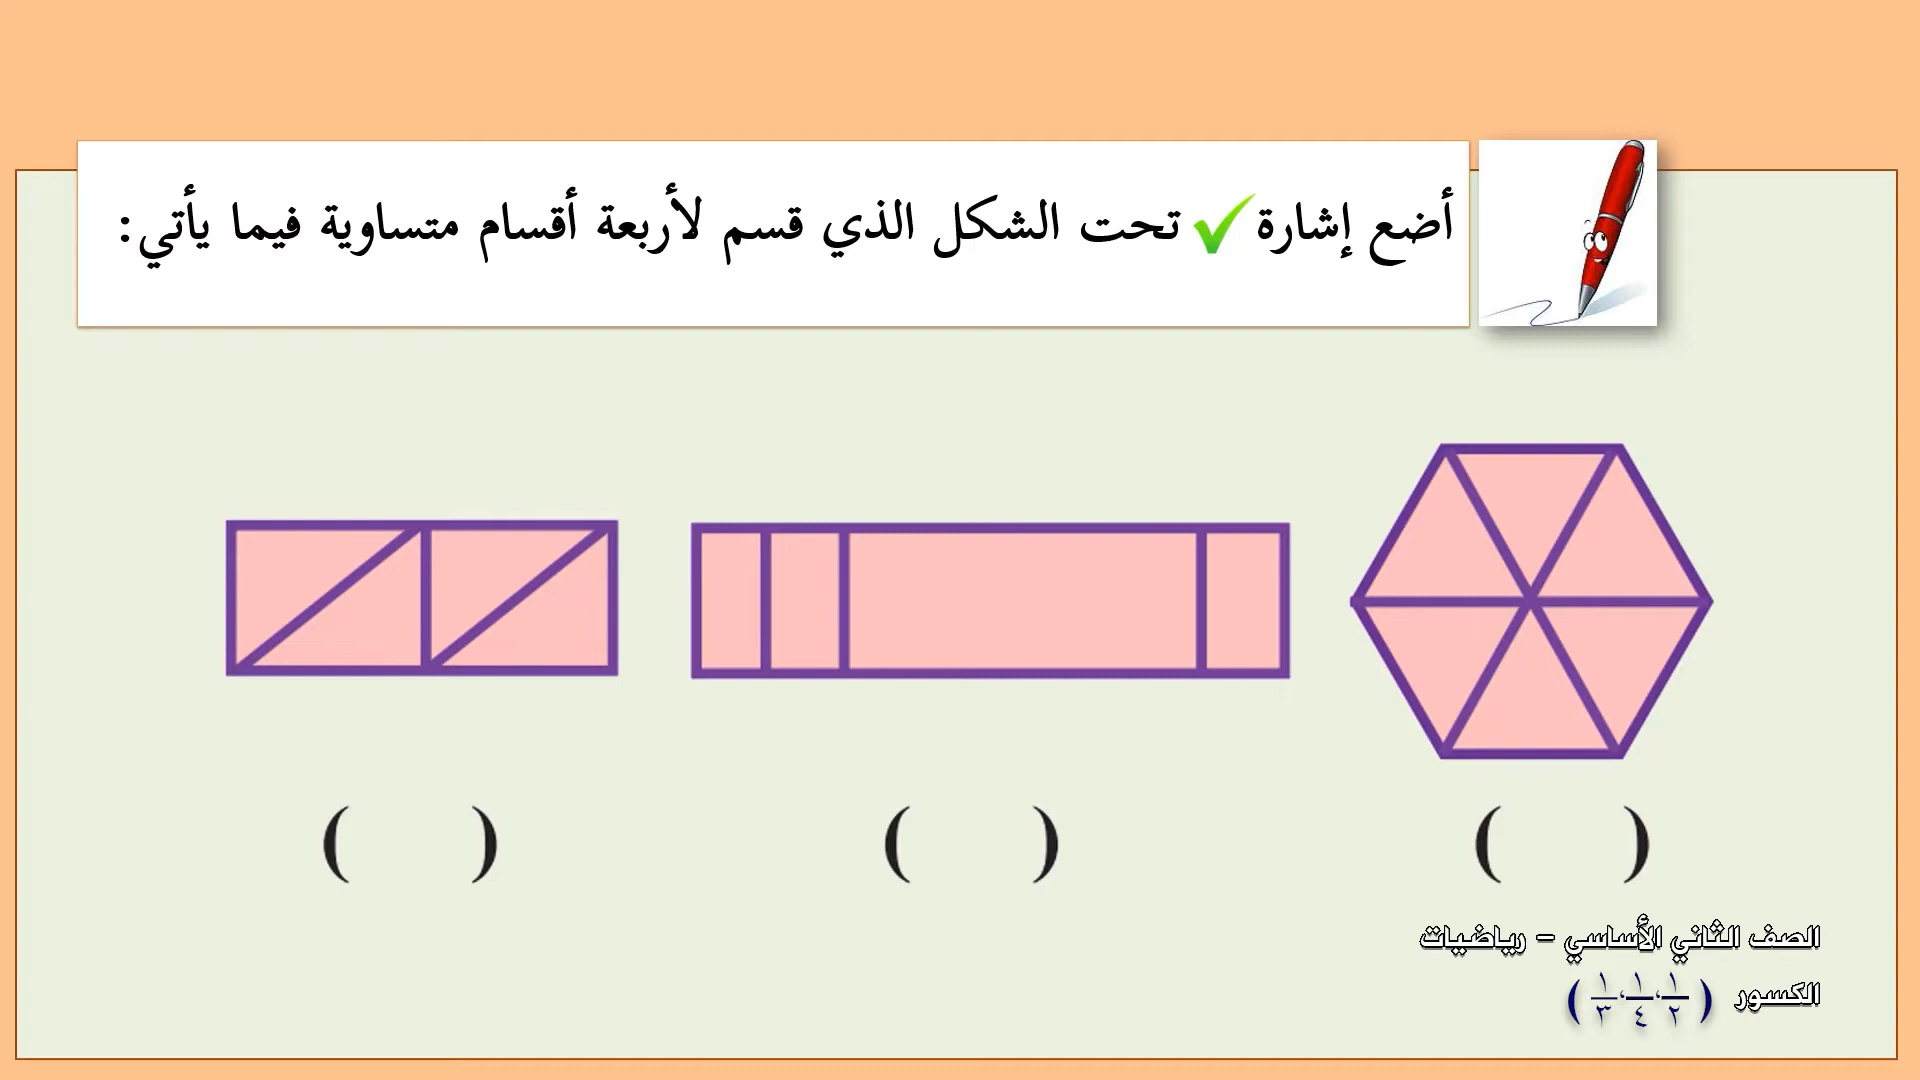 أضع إشارة ✓ تحت الشكل الذي قسم لأربعة أقسام متساوية فيما يأتي:
( ) ( ) ( )
الصف الثاني الأساسي - رياضيات
الكسور ( ١/٢ ، ١/٤ ، ١/٣ )